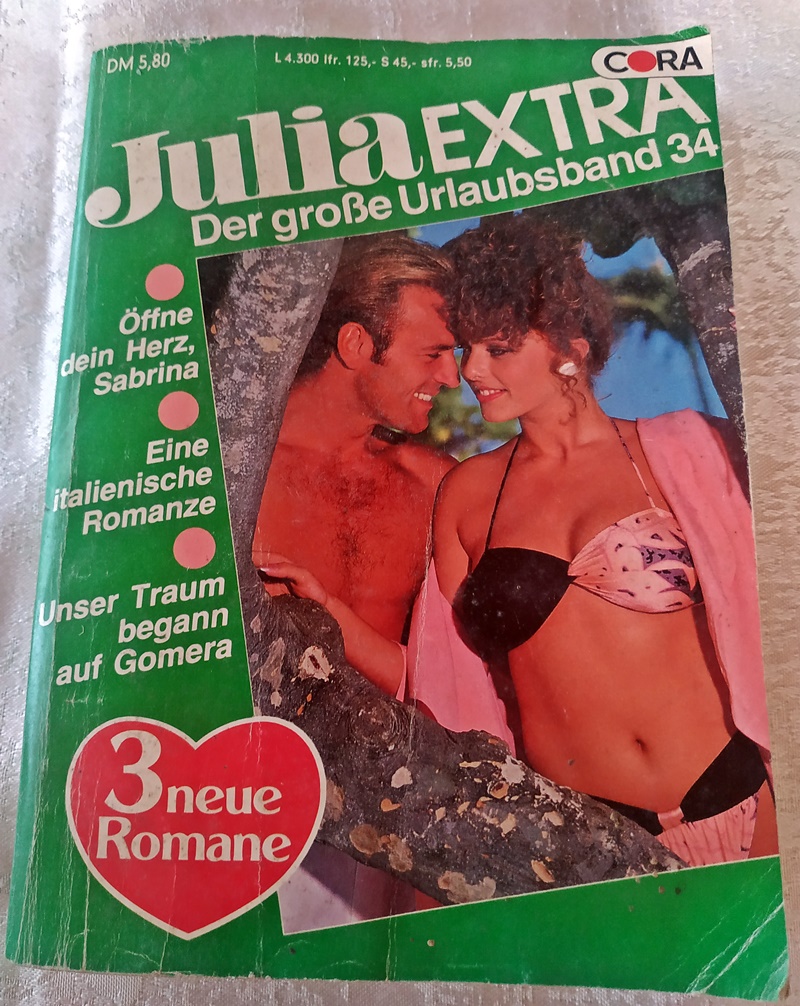 DM 5,80
L 4.300 lfr. 125,- S 45,- sfr. 5,50
CORA
Julia EXTRA
Der große Urlaubsband 34
Öffne
dein Herz,
Sabrina
Eine
italienische
Romanze
Unser Traum
begann
auf Gomera
3 neue
Romane